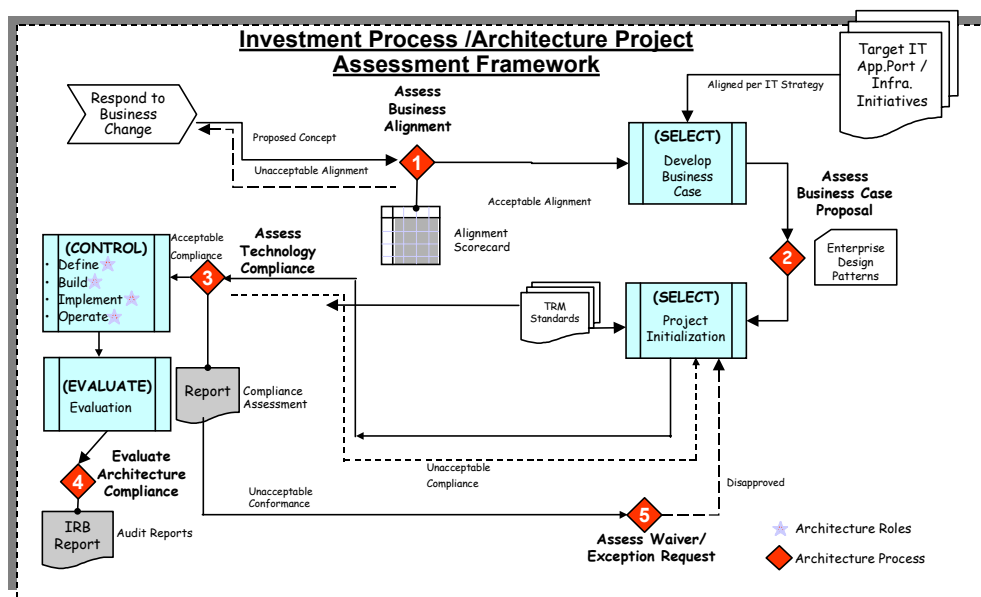 Investment Process /Architecture Project
Assessment Framework
Target IT
App.Port /
Infra.
Initiatives
Aligned per IT Strategy
Respond to
Business
Change
Assess
Business
Alignment
Proposed Concept
Unacceptable Alignment
1
Acceptable Alignment
(SELECT)
Develop
Business
Case
Assess
Business Case
Proposal
Alignment
Scorecard
2
Enterprise
Design
Patterns
(CONTROL)
· Define
· Build
· Implement
· Operate
Acceptable
Compliance
3
Assess
Technology
Compliance
TRM
Standards
(SELECT)
Project
Initialization
(EVALUATE)
Evaluation
Report
Compliance
Assessment
Unacceptable
Compliance
4
Evaluate
Architecture
Compliance
Unacceptable
Conformance
Disapproved
5
IRB
Report
Audit Reports
Assess Waiver/
Exception Request
Architecture Roles
Architecture Process